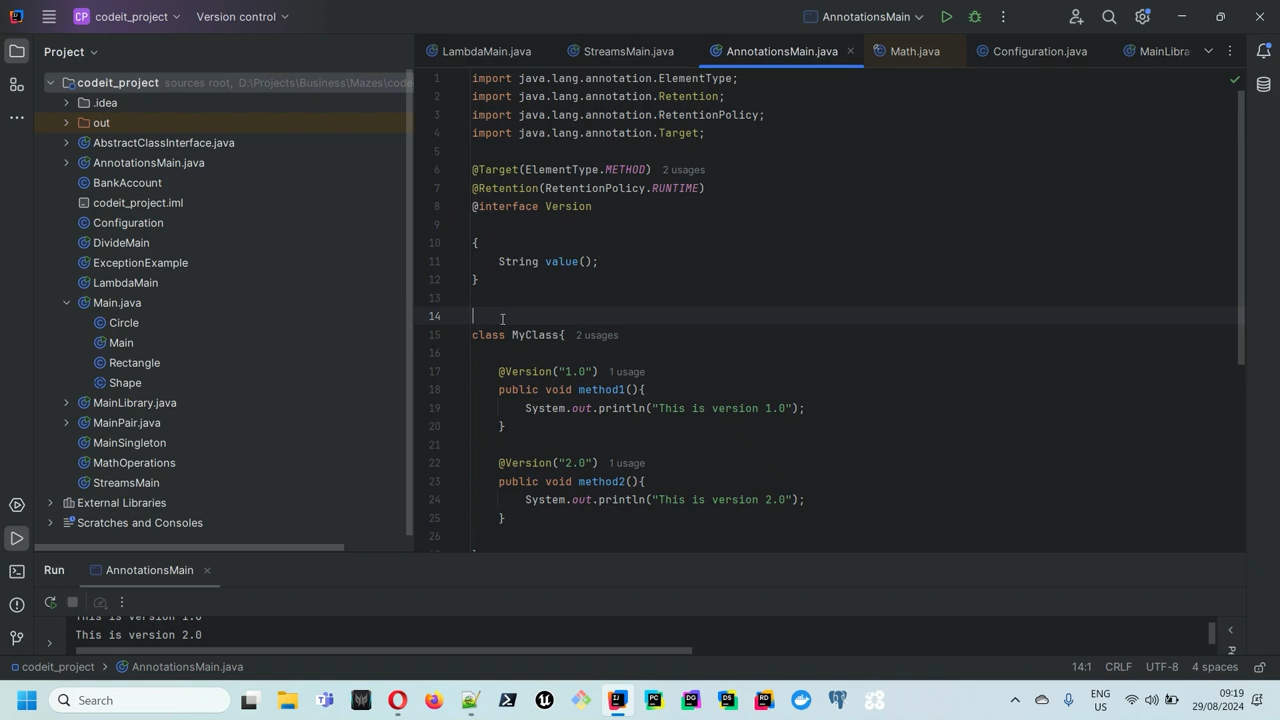 CP codeit_project Version control AnnotationsMain
Project
codeit_project sources root, D:\Projects\Business\Mazes\code
.idea
out
AbstractClassInterface.java
AnnotationsMain.java
BankAccount
codeit_project.iml
Configuration
DivideMain
ExceptionExample
LambdaMain
Main.java
Circle
Main
Rectangle
Shape
MainLibrary.java
MainPair.java
MainSingleton
MathOperations
StreamsMain
External Libraries
Scratches and Consoles
LambdaMain.java StreamsMain.java AnnotationsMain.java Math.java Configuration.java MainLibra
1 import java.lang.annotation.ElementType;
2 import java.lang.annotation.Retention;
3 import java.lang.annotation.RetentionPolicy;
4 import java.lang.annotation.Target;
5
6 @Target(ElementType.METHOD) 2 usages
7 @Retention(RetentionPolicy.RUNTIME)
8 @interface Version
9
10 {
11 String value();
12 }
13
14
15 class MyClass{ 2 usages
16
17 @Version("1.0") 1 usage
18 public void method1(){
19 System.out.println("This is version 1.0");
20 }
21
22 @Version("2.0") 1 usage
23 public void method2(){
24 System.out.println("This is version 2.0");
25 }
26
Run AnnotationsMain
This is version 1.0
This is version 2.0
codeit_project > AnnotationsMain.java 14:1 CRLF UTF-8 4 spaces
Search
ENG
US
09:19
29/08/2024